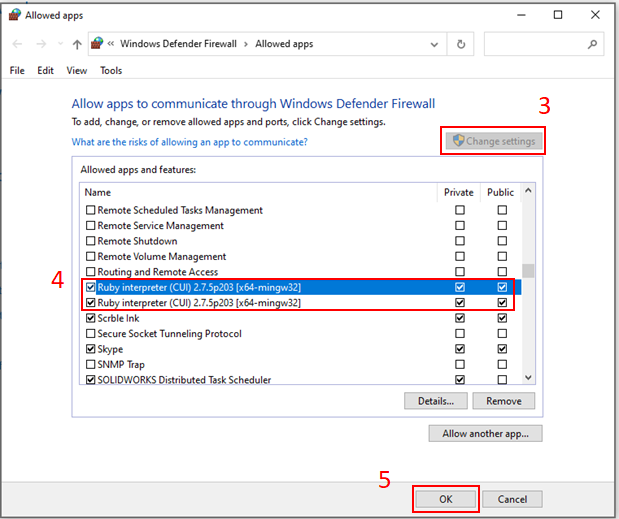 Allowed apps
« Windows Defender Firewall > Allowed apps
File Edit View Tools
Allow apps to communicate through Windows Defender Firewall
3
To add, change, or remove allowed apps and ports, click Change settings.
What are the risks of allowing an app to communicate?
Change settings
Allowed apps and features:
Name Private Public
Remote Scheduled Tasks Management
Remote Service Management
Remote Shutdown
Remote Volume Management
Routing and Remote Access
4
Ruby interpreter (CUI) 2.7.5p203 [x64-mingw32]
Ruby interpreter (CUI) 2.7.5p203 [x64-mingw32]
Scrble Ink
Secure Socket Tunneling Protocol
Skype
SNMP Trap
SOLIDWORKS Distributed Task Scheduler
Details... Remove
Allow another app...
5
OK Cancel